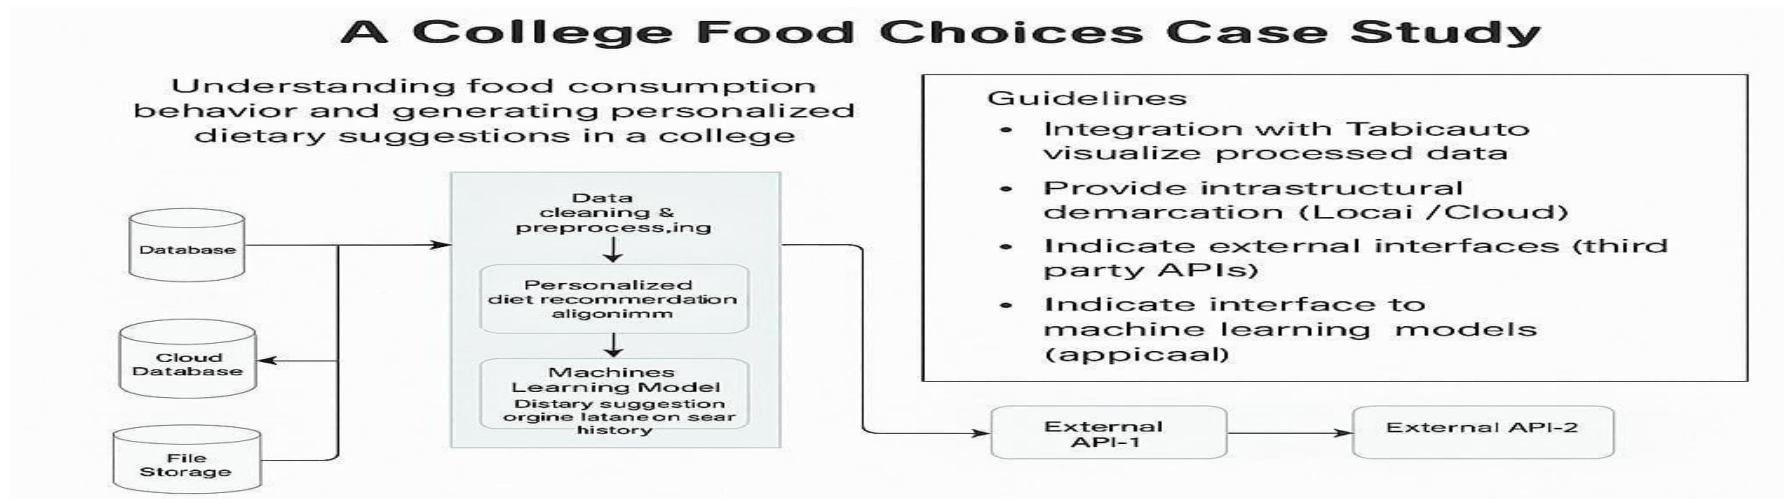 A College Food Choices Case Study
Understanding food consumption
behavior and generating personalized
dietary suggestions in a college
Database
Cloud
Database
File
Storage
Data
cleaning &
preprocess,ing
Personalized
diet recommerdation
aligonimm
Machines
Learning Model
Distary suggestion
orgine lataneon sear
history
Guidelines
• Integration with Tabicauto
visualize processed data
• Provide intrastructural
demarcation (Locai /Cloud)
• Indicate external interfaces (third
party APIs)
• Indicate interface to
machine learning models
(appicaal)
External
API-1
External API-2